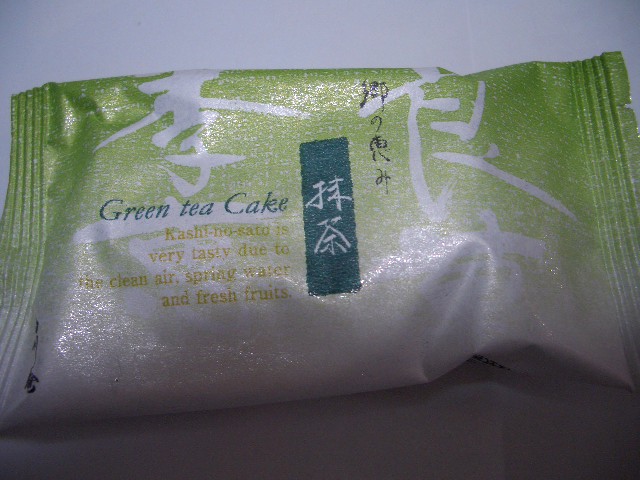 郷の恵み
抹茶
Green tea Cake
Kashi-no-sato is
very tasty due to
the clean air, spring water
and fresh fruits.